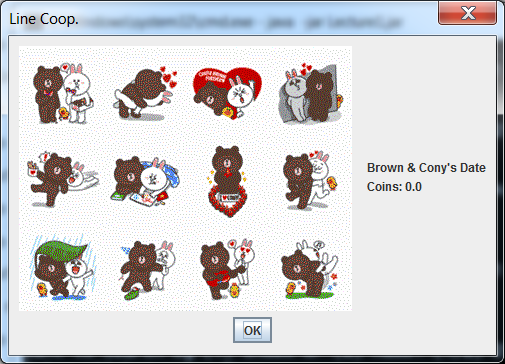 Line Coop.
Brown & Cony's Date
Coins: 0.0
OK